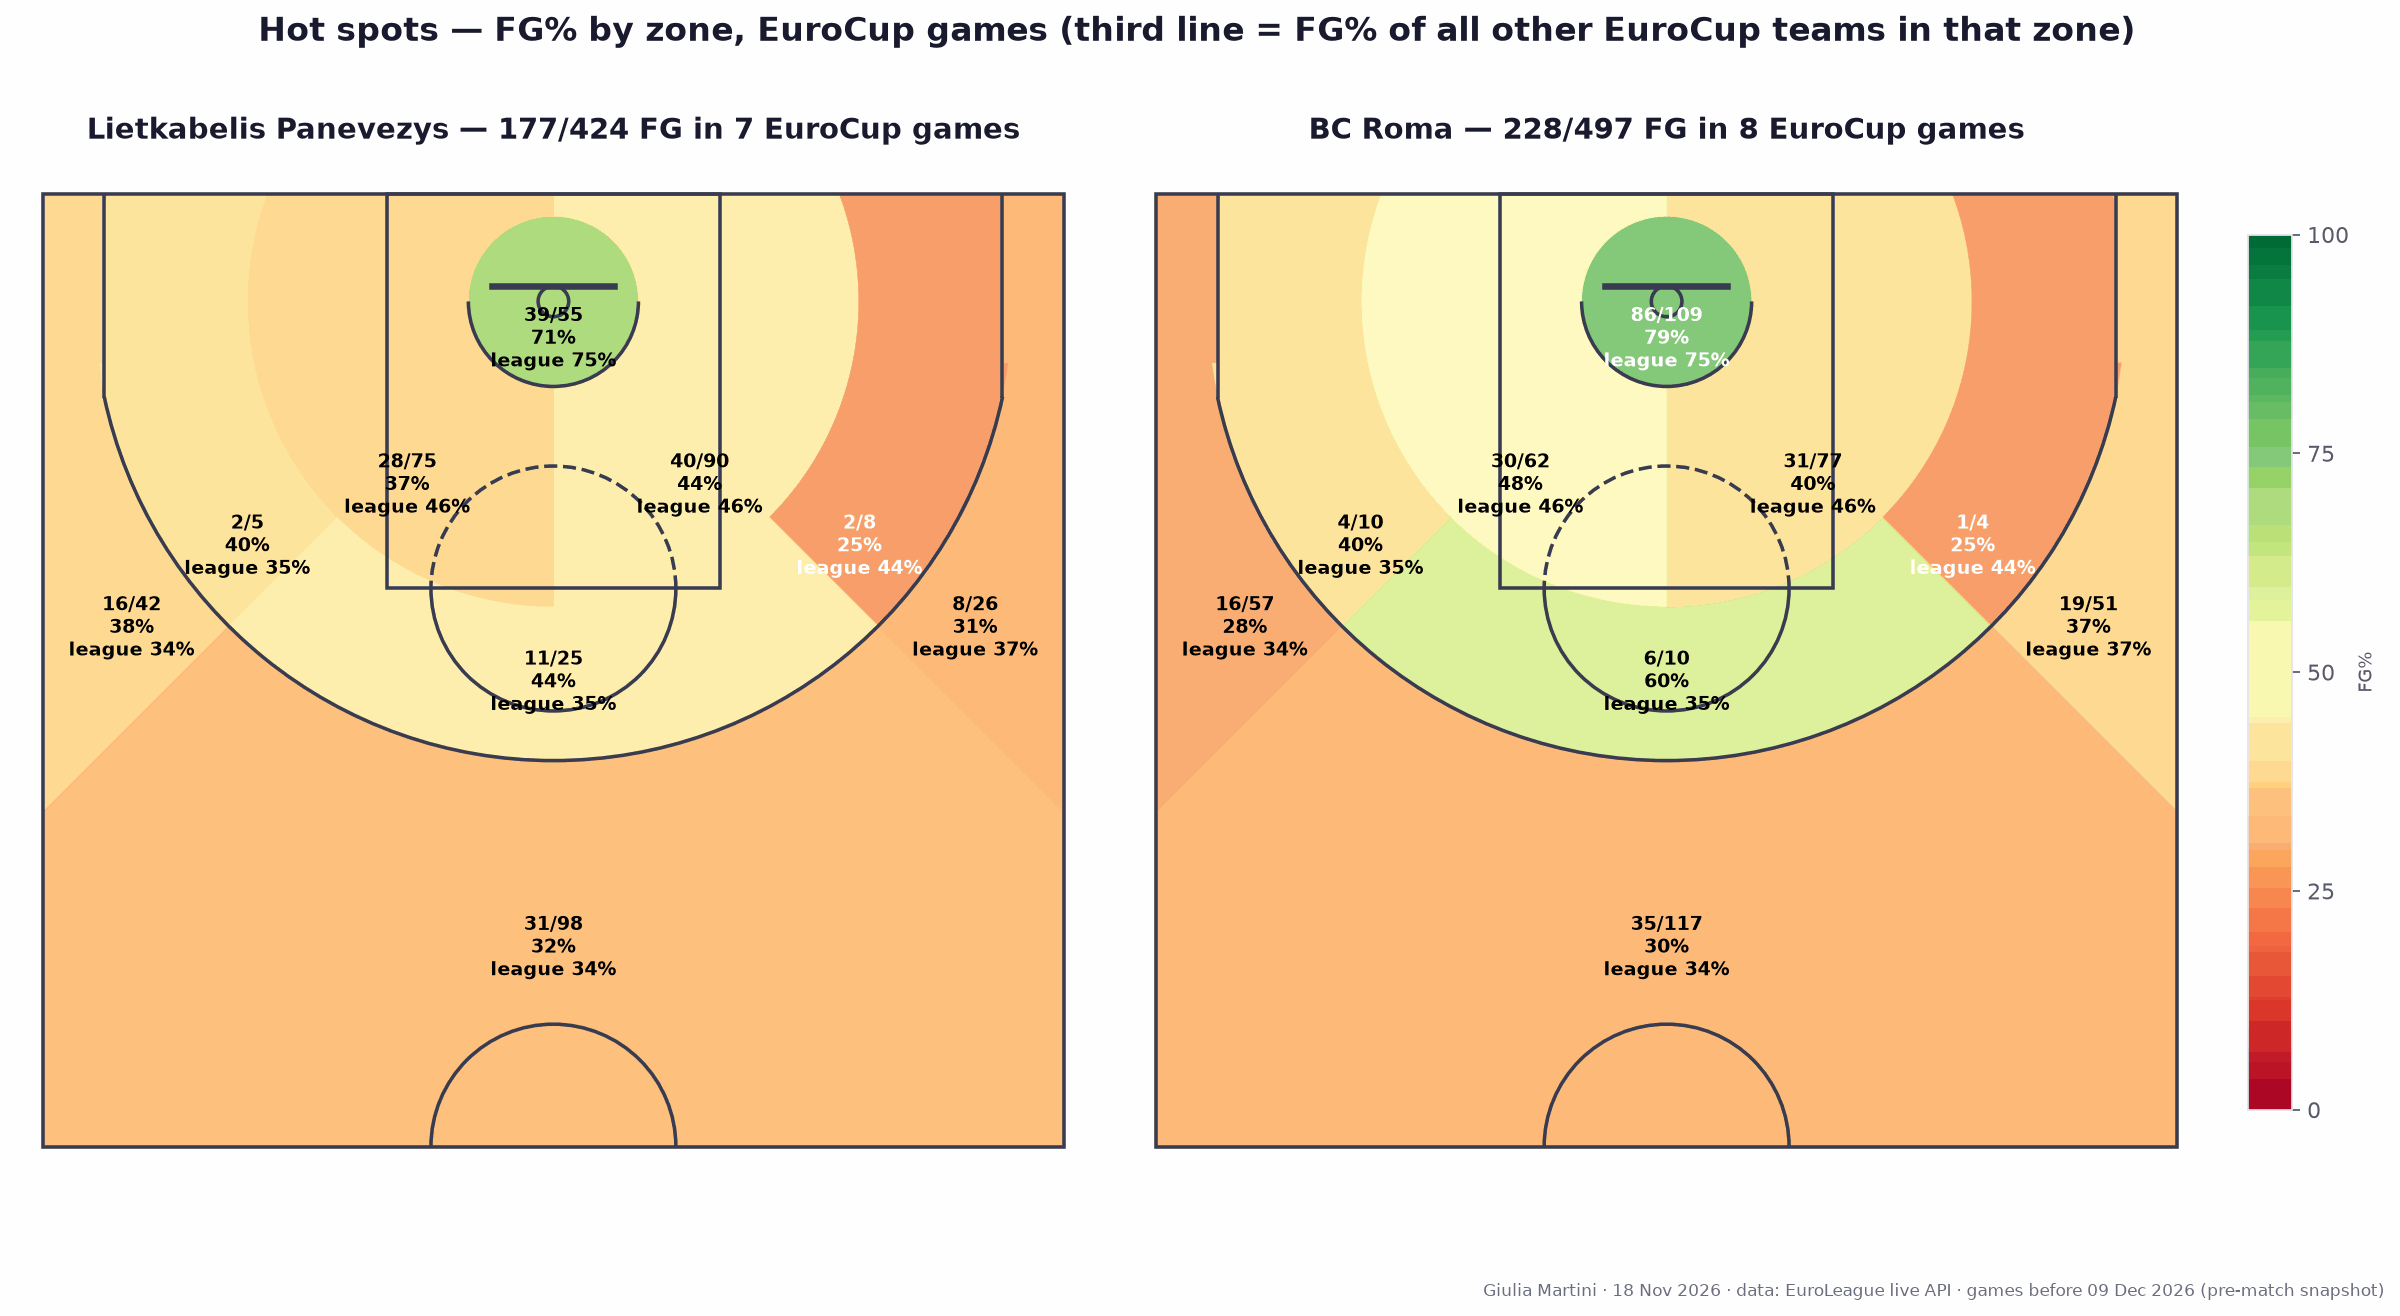 Hot spots — FG% by zone, EuroCup games (third line = FG% of all other EuroCup teams in that zone)
Lietkabelis Panevezys — 177/424 FG in 7 EuroCup games
39/55
71%
league 75%
28/75
37%
league 46%
40/90
44%
league 46%
2/5
40%
league 35%
2/8
25%
league 44%
16/42
38%
league 34%
8/26
31%
league 37%
11/25
44%
league 35%
31/98
32%
league 34%
BC Roma — 228/497 FG in 8 EuroCup games
86/109
79%
league 75%
30/62
48%
league 46%
31/77
40%
league 46%
4/10
40%
league 35%
1/4
25%
league 44%
16/57
28%
league 34%
19/51
37%
league 37%
6/10
60%
league 35%
35/117
30%
league 34%
100
75
50
25
0
FG%
Giulia Martini · 18 Nov 2026 · data: EuroLeague live API · games before 09 Dec 2026 (pre-match snapshot)